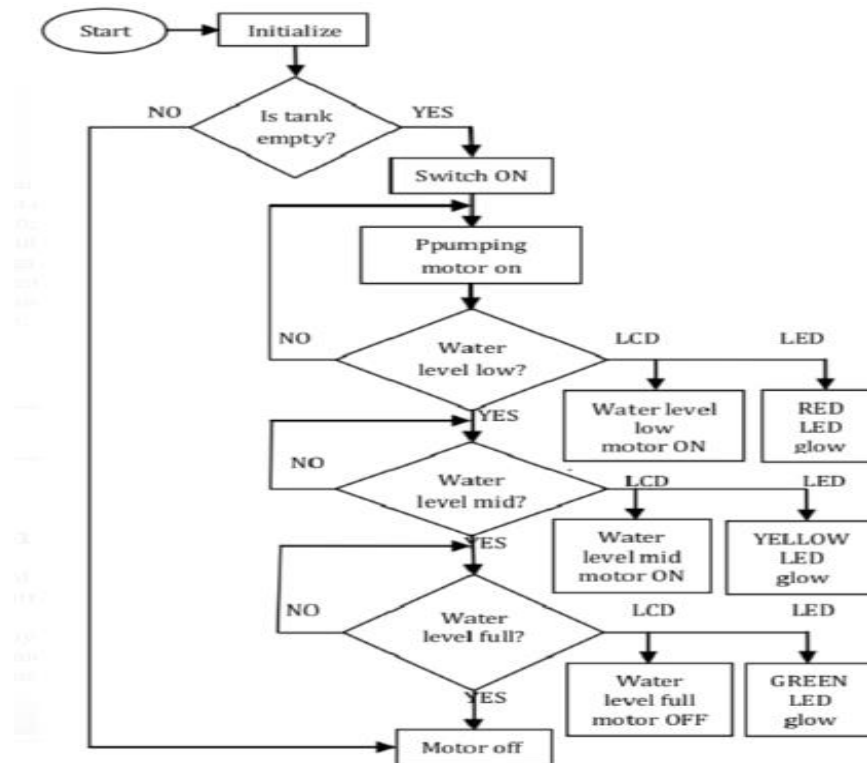 Start
Initialize
NO
Is tank
empty?
YES
Switch ON
Ppumping
motor on
NO
Water
level low?
LCD
LED
YES
Water level
low
motor ON
RED
LED
glow
NO
Water
level mid?
LCD
LED
YES
Water
level mid
motor ON
YELLOW
LED
glow
NO
Water
level full?
LCD
LED
YES
Water
level full
motor OFF
GREEN
LED
glow
Motor off